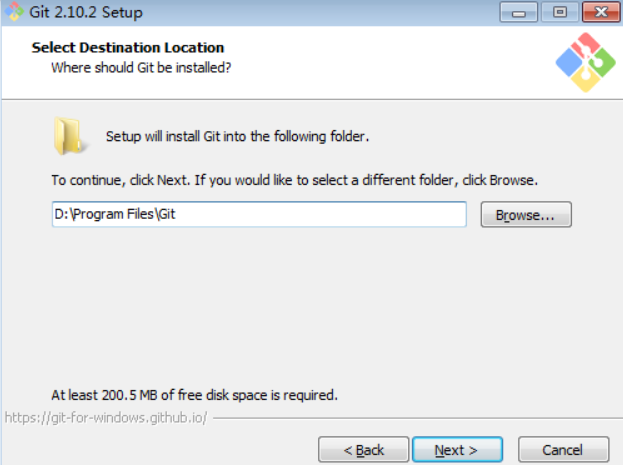 Git 2.10.2 Setup
Select Destination Location
Where should Git be installed?
Setup will install Git into the following folder.
To continue, click Next. If you would like to select a different folder, click Browse.
D:\Program Files\Git
Browse...
At least 200.5 MB of free disk space is required.
https://git-for-windows.github.io/
< Back
Next >
Cancel